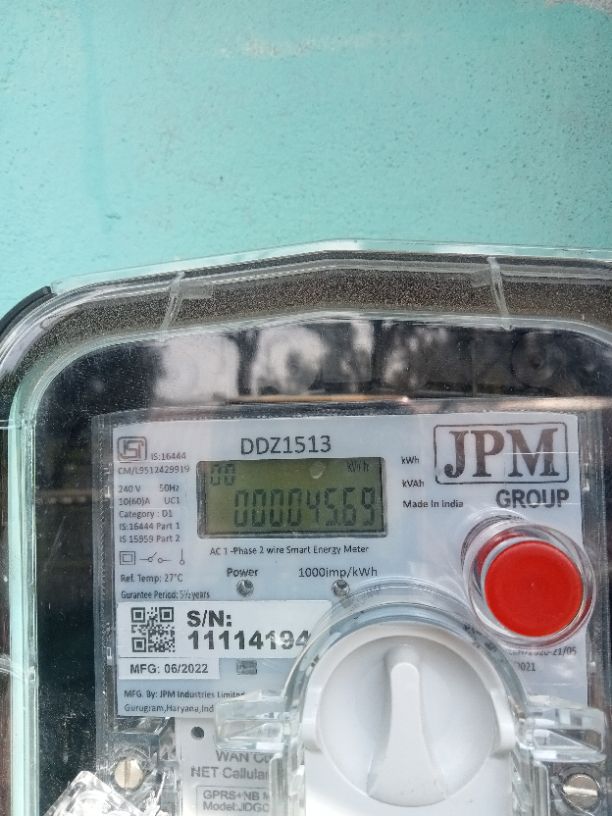 DDZ1513
IS:16444
CM/L9512429919
240 V 50Hz
10(60)A UC1
Category : D1
IS:16444 Part 1
IS 15959 Part 2
Ref. Temp: 27°C
Gurantee Period: 5½years
00 kWh
00004569
kWh
kVAh
Made in India
JPM
GROUP
AC 1-Phase 2 wire Smart Energy Meter
Power 1000imp/kWh
S/N:
11114194
MFG: 06/2022
MFG. By: JPM Industries Limited
Gurugram,Haryana,Ind
WAN Co
NET Cellular
GPRS+NB
Model:JDG